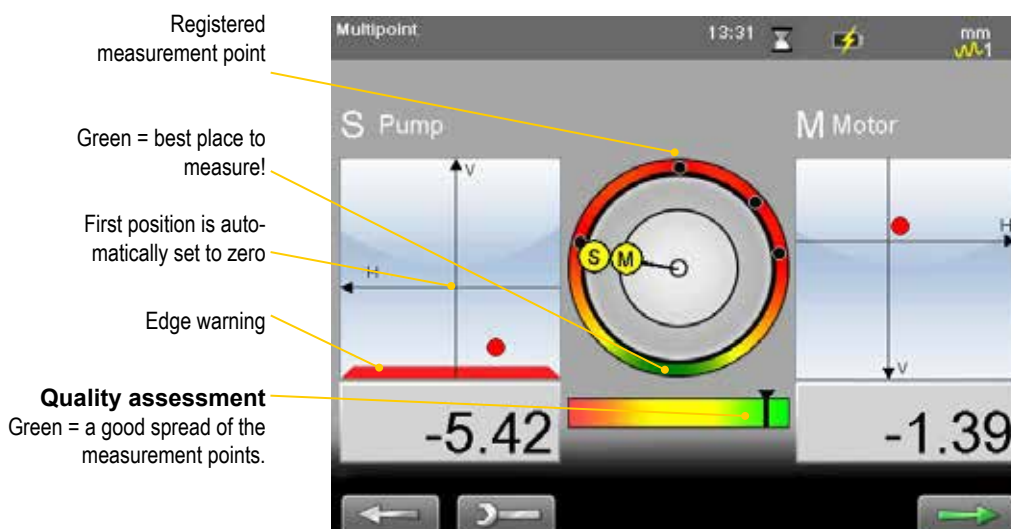 Registered
measurement point
Green = best place to
measure!
First position is auto-
matically set to zero
Edge warning
Quality assessment
Green = a good spread of the
measurement points.
Multipoint
13:31
mm
1
S Pump
M Motor
V
H
S
M
H
V
-5.42
-1.39